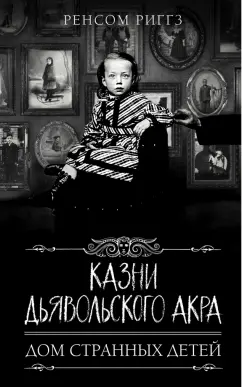 РЕНСОМ РИГГЗ
КАЗНИ
ДЬЯВОЛЬСКОГО АКРА
ДОМ СТРАННЫХ ДЕТЕЙ